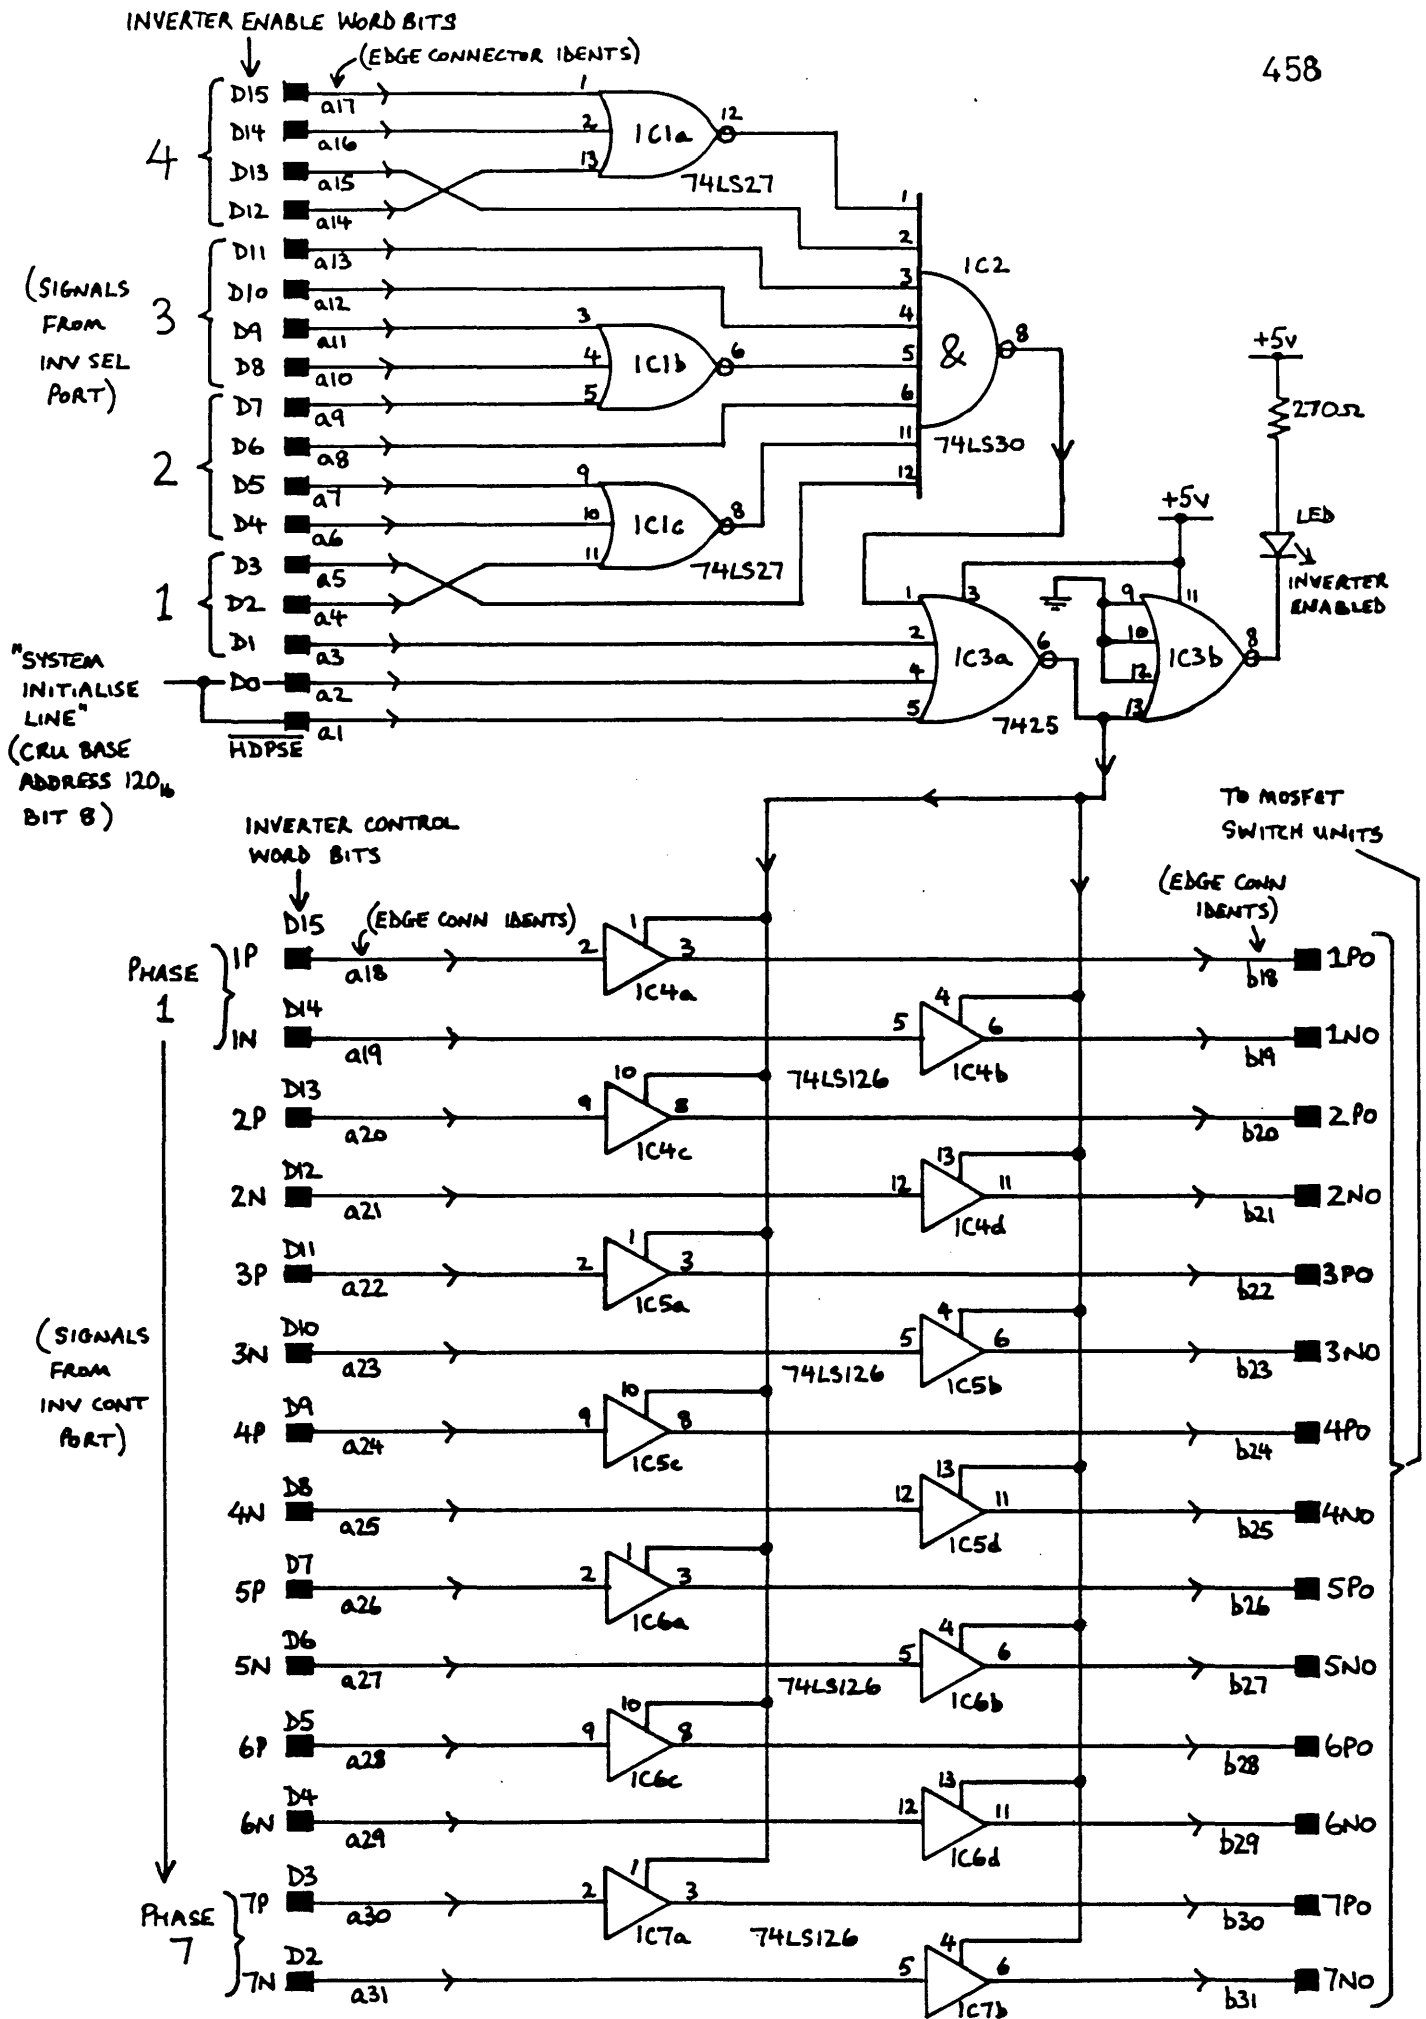 458
INVERTER ENABLE WORD BITS
(EDGE CONNECTOR IDENTS)
D15 a17 1
D14 a16 2 IC1a 12
D13 a15 13 74LS27
D12 a14
4
D11 a13
D10 a12
D9 a11 3
D8 a10 4 IC1b 6
3
D7 a9 5
D6 a8
D5 a7 9
D4 a6 10 IC1c 8
2
D3 a5 11 74LS27
D2 a4
D1 a3
1
D0 a2
HDPSE a1
(SIGNALS
FROM
INV SEL
PORT)
"SYSTEM
INITIALISE
LINE"
(CRU BASE
ADDRESS 120₁₆
BIT 8)
1
2
3
4
5
6
11
12
IC2
&
8
74LS30
1
2
4
5
3
IC3a
6
7425
+5V
9
10
12
13
11
IC3b
8
+5V
270Ω
LED
INVERTER
ENABLED
TO MOSFET
SWITCH UNITS
INVERTER CONTROL
WORD BITS
(EDGE CONN IDENTS)
(EDGE CONN
IDENTS)
PHASE
1
(SIGNALS
FROM
INV CONT
PORT)
PHASE
7
D15
1P a18 2 1 3 IC4a b18 1PO
D14
1N a19 5 4 6 IC4b b19 1NO
74LS126
D13
2P a20 9 10 8 IC4c b20 2PO
D12
2N a21 12 13 11 IC4d b21 2NO
D11
3P a22 2 1 3 IC5a b22 3PO
D10
3N a23 5 4 6 IC5b b23 3NO
74LS126
D9
4P a24 9 10 8 IC5c b24 4PO
D8
4N a25 12 13 11 IC5d b25 4NO
D7
5P a26 2 1 3 IC6a b26 5PO
D6
5N a27 5 4 6 IC6b b27 5NO
74LS126
D5
6P a28 9 10 8 IC6c b28 6PO
D4
6N a29 12 13 11 IC6d b29 6NO
D3
7P a30 2 1 3 IC7a b30 7PO
74LS126
D2
7N a31 5 4 6 IC7b b31 7NO